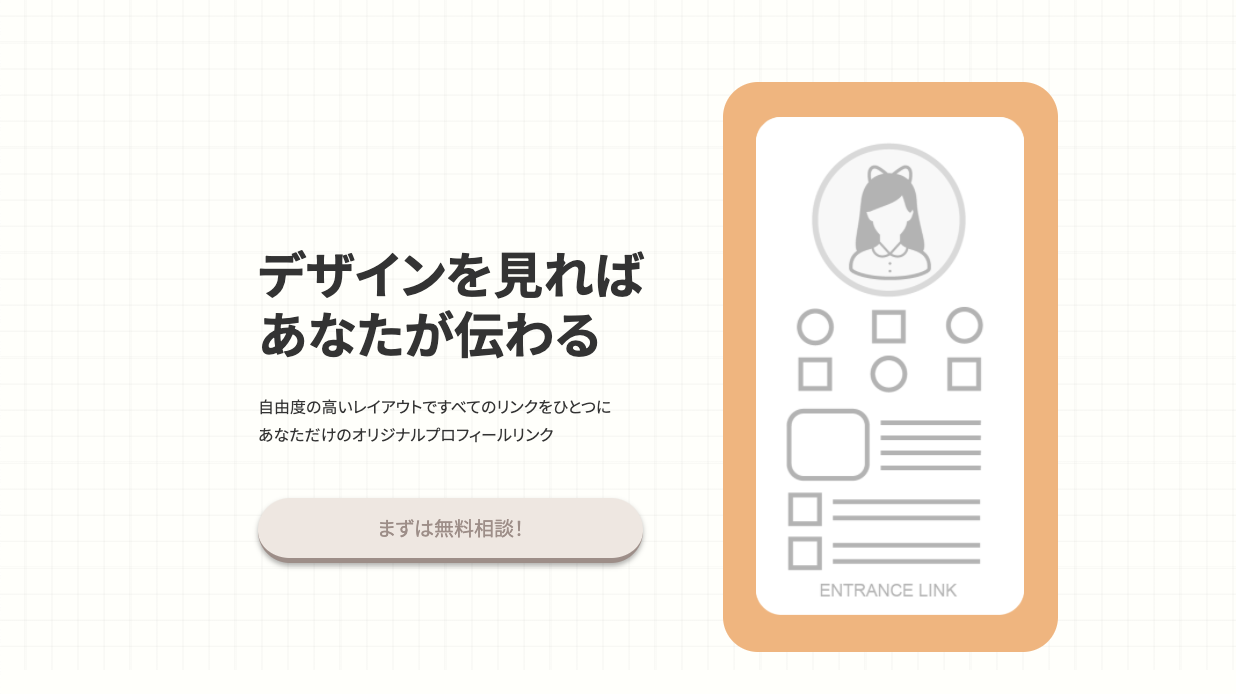 デザインを見れば
あなたが伝わる
自由度の高いレイアウトですべてのリンクをひとつに
あなただけのオリジナルプロフィールリンク
まずは無料相談！
ENTRANCE LINK